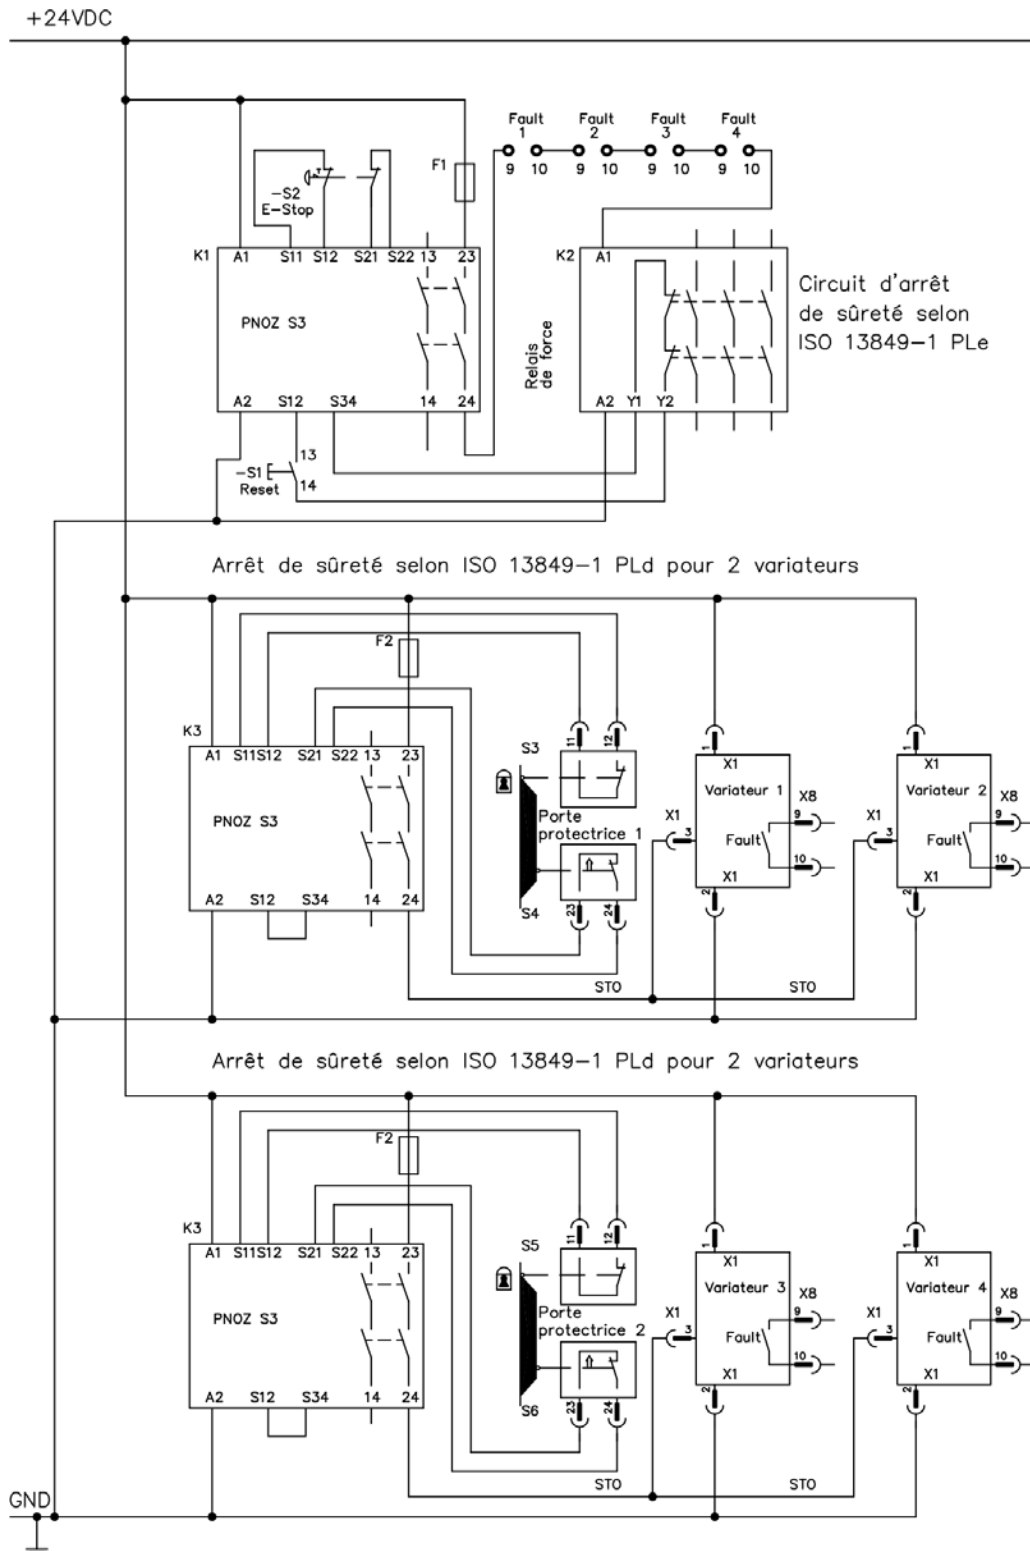 +24VDC
Fault 1
Fault 2
Fault 3
Fault 4
F1
9 10 9 10 9 10 9 10
-S2
E-Stop
K1 A1 S11 S12 S21 S22 13 23
K2 A1
PNOZ S3
Relais de force
Circuit d'arrêt
de sûreté selon
ISO 13849-1 PLe
A2 S12 S34 14 24
A2 Y1 Y2
13
-S1
14
Reset
Arrêt de sûreté selon ISO 13849-1 PLd pour 2 variateurs
F2
K3
A1 S11 S12 S21 S22 13 23
S3
11 12
1 X1
1 X1
Variateur 1 X8
Variateur 2 X8
PNOZ S3
Porte
protectrice 1
X1 3
Fault 9
10
X1 3
Fault 9
10
A2 S12 S34 14 24
S4
23 24
X1 2
X1 2
STO STO
Arrêt de sûreté selon ISO 13849-1 PLd pour 2 variateurs
F2
K3
A1 S11 S12 S21 S22 13 23
S5
11 12
1 X1
1 X1
Variateur 3 X8
Variateur 4 X8
PNOZ S3
Porte
protectrice 2
X1 3
Fault 9
10
X1 3
Fault 9
10
A2 S12 S34 14 24
S6
23 24
X1 2
X1 2
STO STO
GND